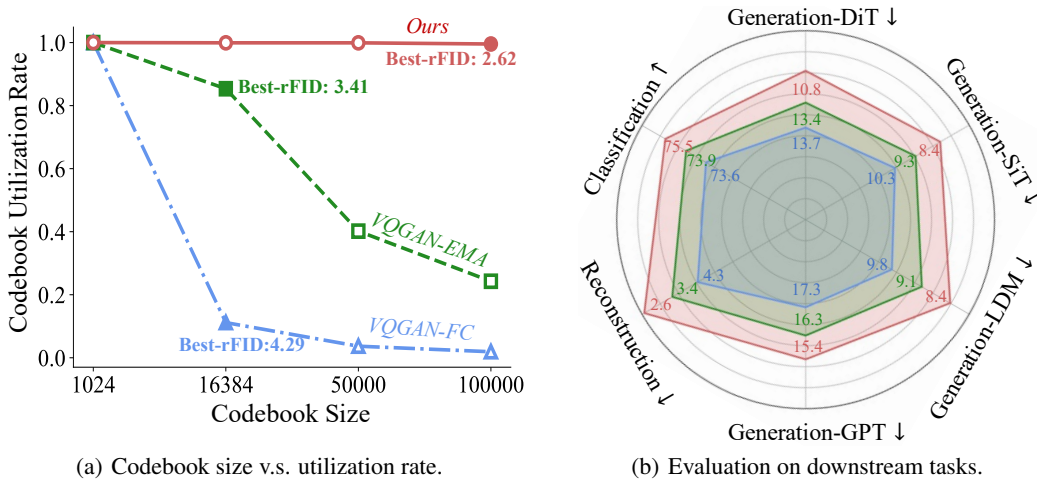 Ours
Best-rFID: 2.62
Best-rFID: 3.41
VQGAN-EMA
VQGAN-FC
Best-rFID:4.29
Codebook Utilization Rate
1.0
0.8
0.6
0.4
0.2
0.0
1024
16384
50000
100000
Codebook Size
(a) Codebook size v.s. utilization rate.
Generation-DiT ↓
Generation-SiT ↓
Generation-LDM ↓
Generation-GPT ↓
Reconstruction ↓
Classification ↑
10.8
13.4
13.7
8.4
9.3
10.3
8.4
9.1
9.8
17.3
16.3
15.4
4.3
3.4
2.6
75.5
73.9
73.6
(b) Evaluation on downstream tasks.